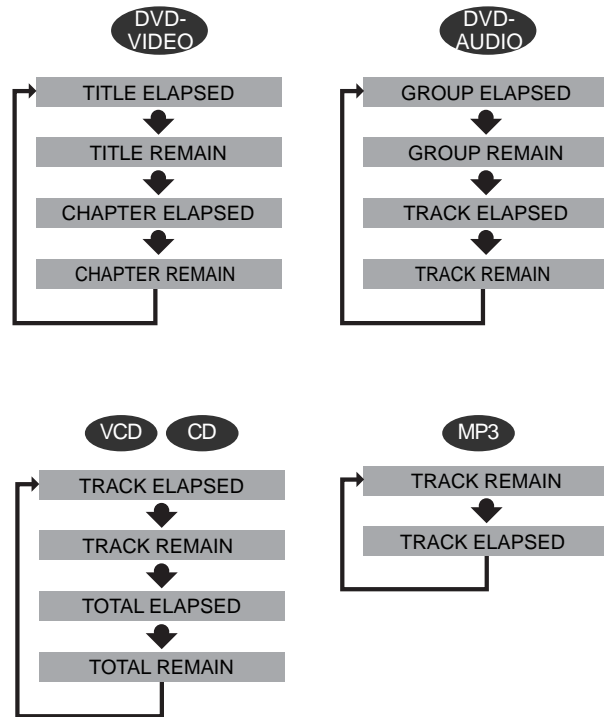 DVD-
VIDEO
TITLE ELAPSED
TITLE REMAIN
CHAPTER ELAPSED
CHAPTER REMAIN
DVD-
AUDIO
GROUP ELAPSED
GROUP REMAIN
TRACK ELAPSED
TRACK REMAIN
VCD CD
TRACK ELAPSED
TRACK REMAIN
TOTAL ELAPSED
TOTAL REMAIN
MP3
TRACK REMAIN
TRACK ELAPSED